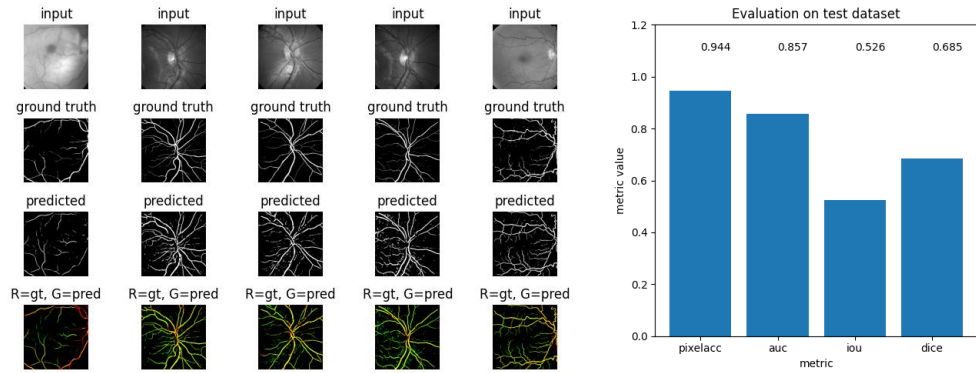 input input input input input
ground truth ground truth ground truth ground truth ground truth
predicted predicted predicted predicted predicted
R=gt, G=pred R=gt, G=pred R=gt, G=pred R=gt, G=pred R=gt, G=pred
Evaluation on test dataset
1.2
0.944 0.857 0.526 0.685
1.0
0.8
metric value
0.6
0.4
0.2
0.0
pixelacc auc iou dice
metric